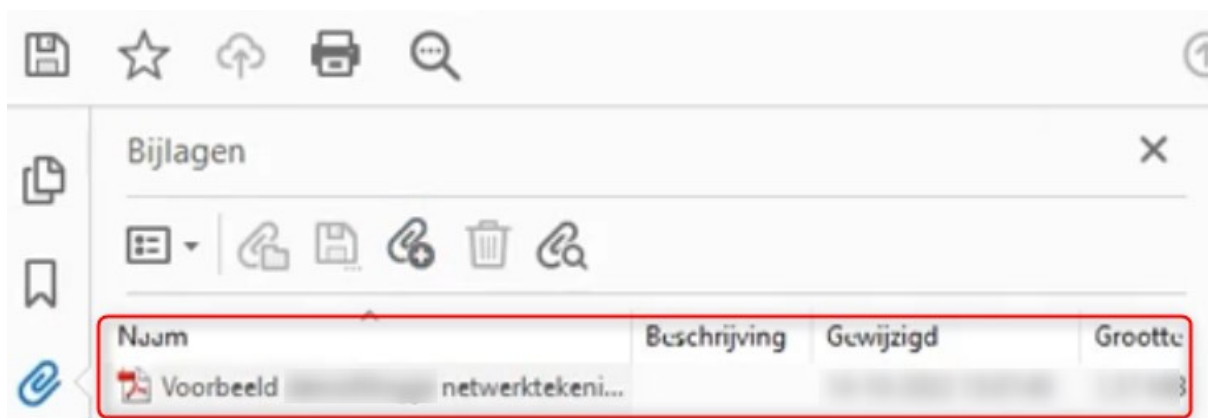 Bijlagen
Naam Beschrijving Gewijzigd Grootte
Voorbeeld netwerktekeni...